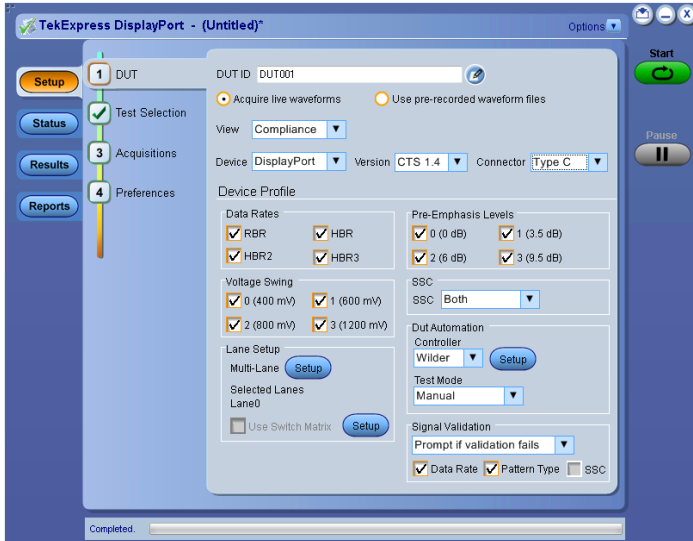 TekExpress DisplayPort - (Untitled)*
Options
Start
Pause
Setup
Status
Results
Reports
1 DUT
Test Selection
3 Acquisitions
4 Preferences
DUT ID DUT001
Acquire live waveforms Use pre-recorded waveform files
View Compliance
Device DisplayPort Version CTS 1.4 Connector Type C
Device Profile
Data Rates
RBR HBR
HBR2 HBR3
Voltage Swing
0 (400 mV) 1 (600 mV)
2 (800 mV) 3 (1200 mV)
Lane Setup
Multi-Lane Setup
Selected Lanes
Lane0
Use Switch Matrix Setup
Pre-Emphasis Levels
0 (0 dB) 1 (3.5 dB)
2 (6 dB) 3 (9.5 dB)
SSC
SSC Both
Dut Automation
Controller
Wilder Setup
Test Mode
Manual
Signal Validation
Prompt if validation fails
Data Rate Pattern Type SSC
Completed.